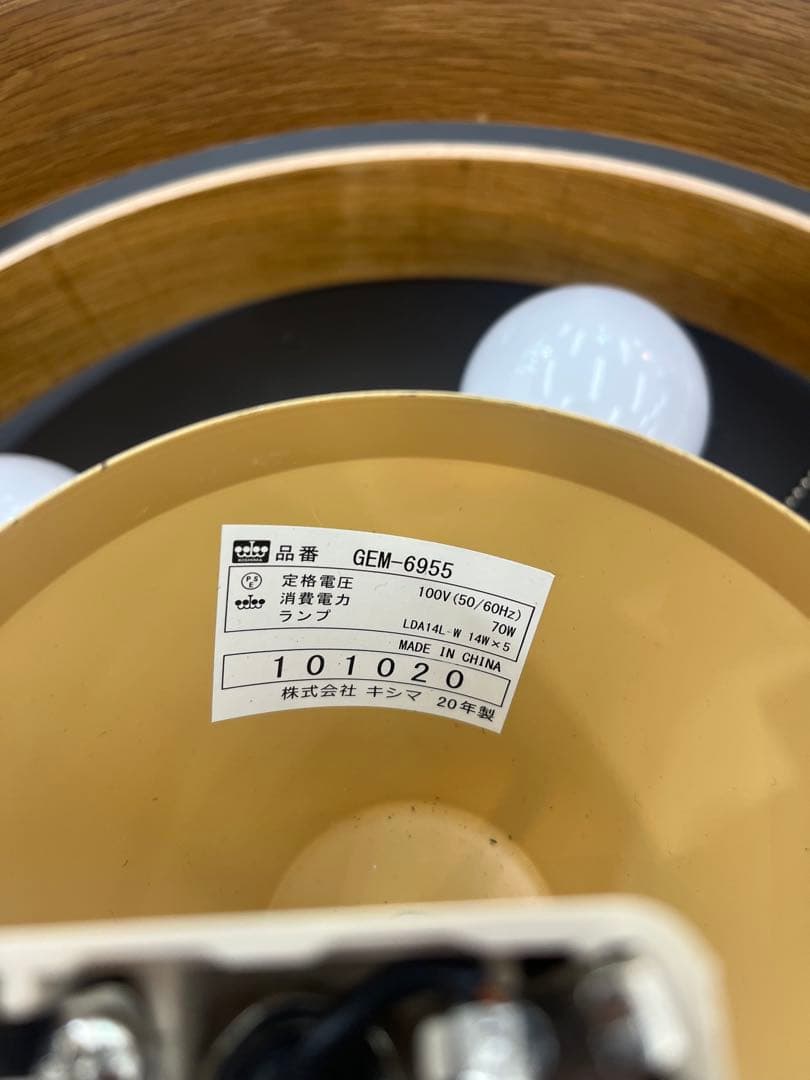 品番 GEM-6955
定格電圧 100V(50/60Hz)
消費電力 70W
ランプ LDA14L-W 14W×5
MADE IN CHINA
101020
株式会社 キシマ 20年製